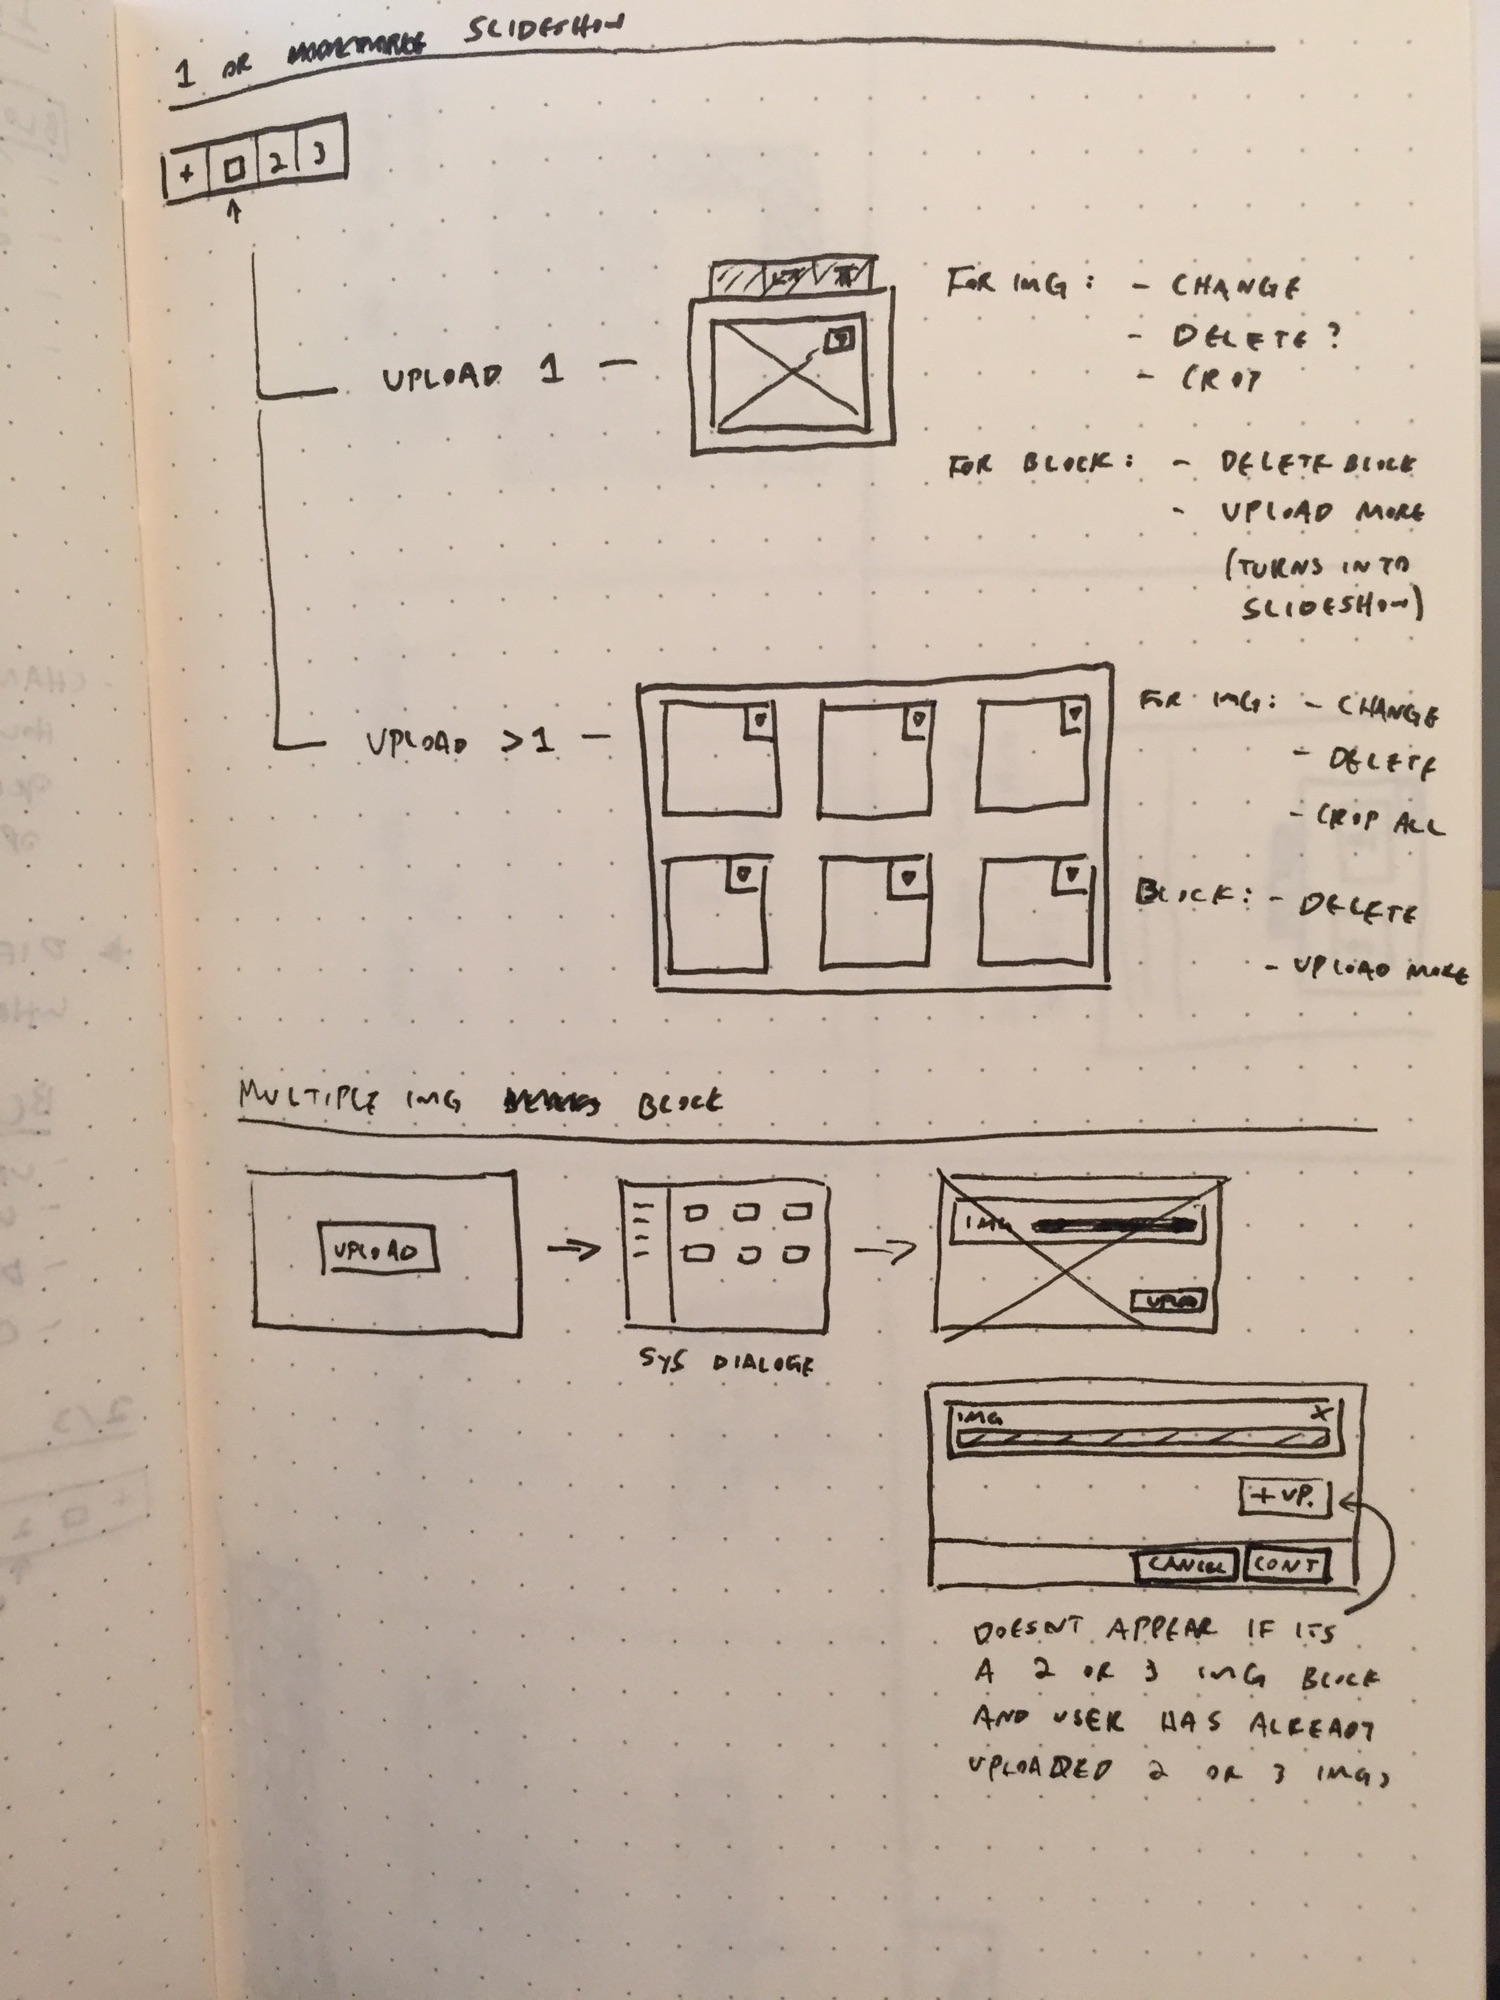 1 OR SLIDESHOW
+ 2 3
UPLOAD 1 —
FOR IMG: - CHANGE
- DELETE ?
- CROP
FOR BLOCK: - DELETE BLOCK
- UPLOAD MORE
(TURNS INTO
SLIDESHOW)
UPLOAD >1 —
FOR IMG: - CHANGE
- DELETE
- CROP ALL
BLOCK: - DELETE
- UPLOAD MORE
MULTIPLE IMG BLOCK
UPLOAD
SYS DIALOGE
IMG
UPLOAD
IMG X
+ UP.
CANCEL CONT
DOESNT APPEAR IF ITS
A 2 OR 3 IMG BLOCK
AND USER HAS ALREADY
UPLOADED 2 OR 3 IMGS